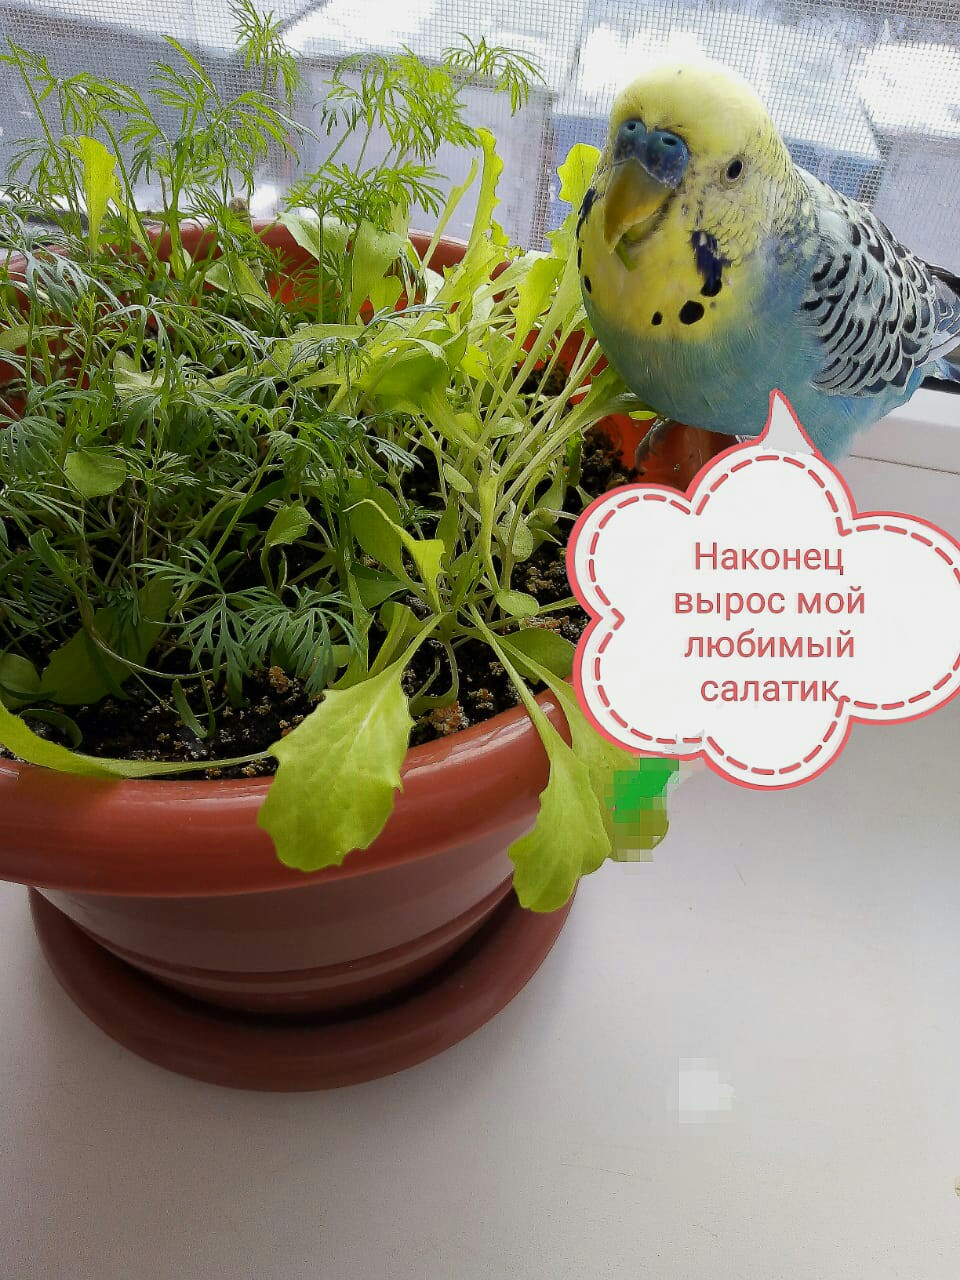 Наконец
вырос мой
любимый
салатик